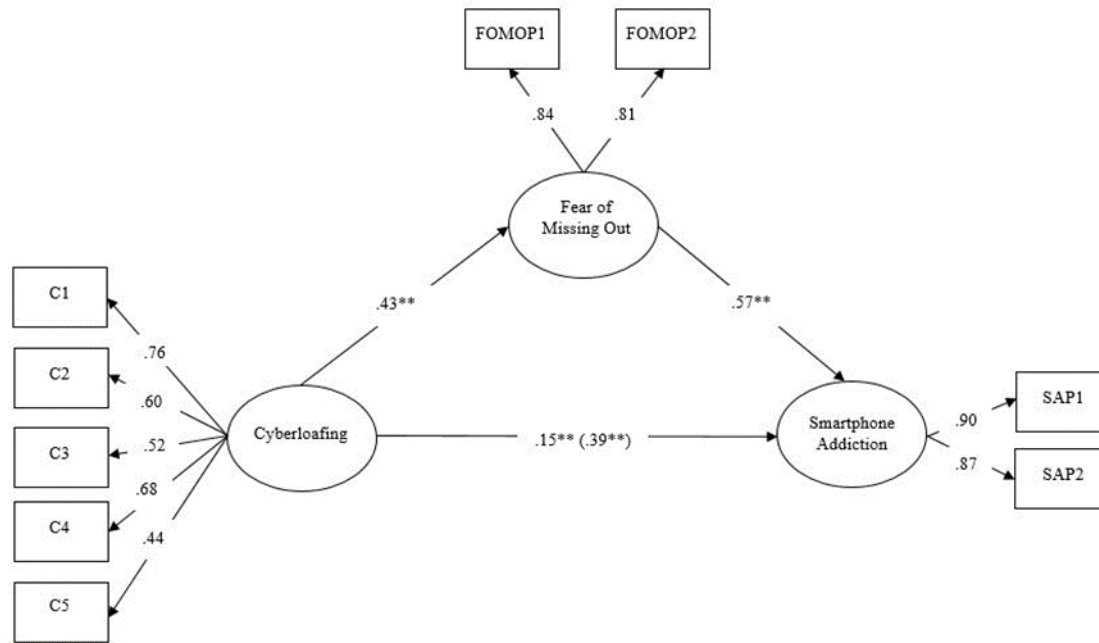 FOMOP1
FOMOP2
.84
.81
Fear of
Missing Out
C1
.43**
.57**
.76
C2
.60
C3
.52
Cyberloafing
.15** (.39**)
Smartphone
Addiction
.90
SAP1
.68
.87
SAP2
C4
.44
C5